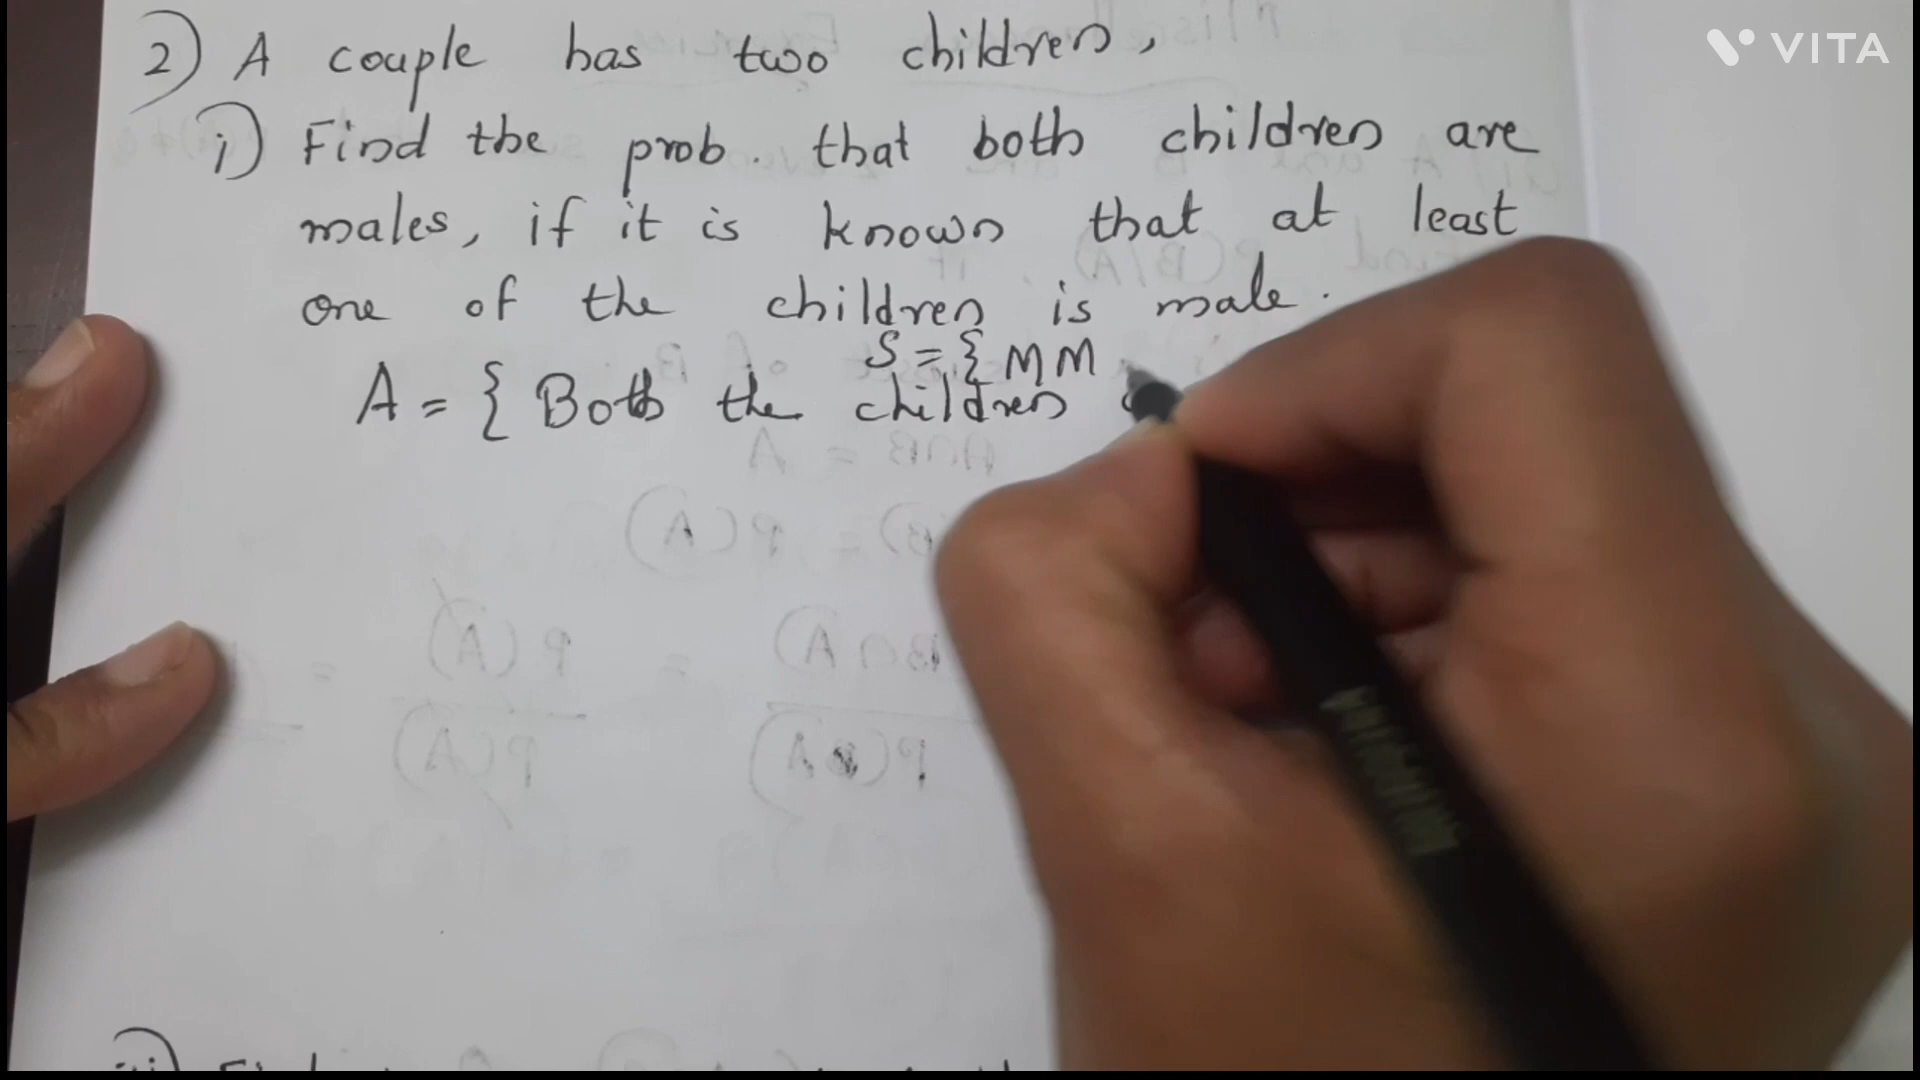 2) A couple has two children,
i) Find the prob. that both children are
males, if it is known that at least
one of the children is male.
S = { MM
A = { Both the children
VITA